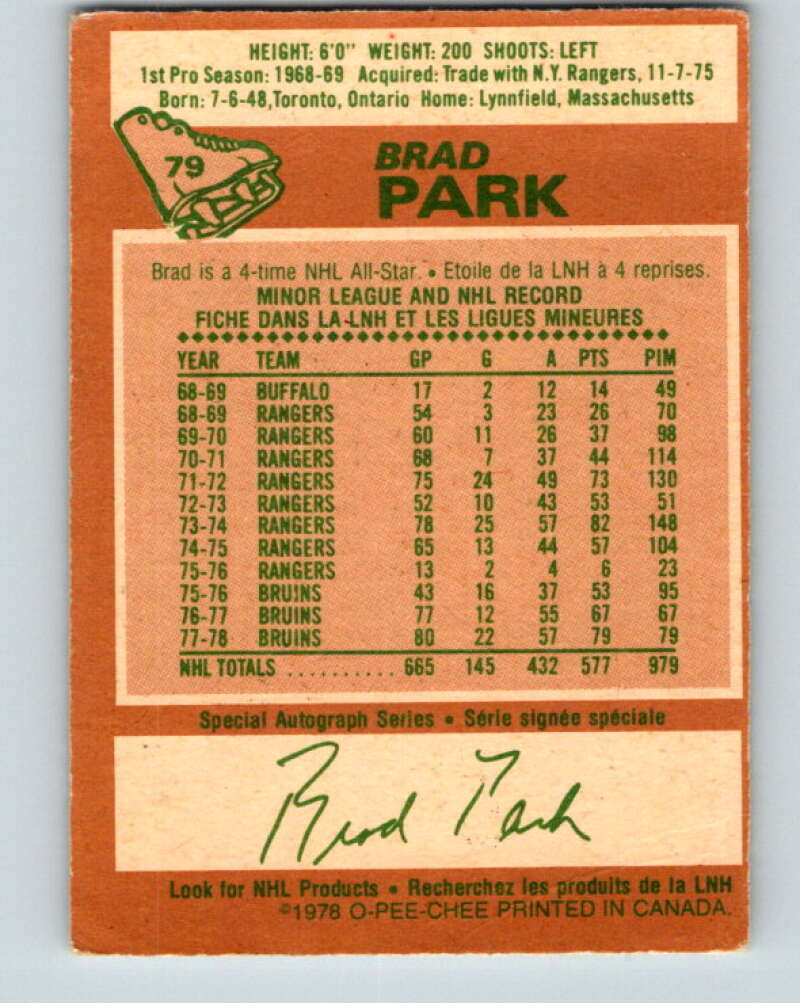 HEIGHT: 6'0" WEIGHT: 200 SHOOTS: LEFT
1st Pro Season: 1968-69 Acquired: Trade with N.Y. Rangers, 11-7-75
Born: 7-6-48, Toronto, Ontario Home: Lynnfield, Massachusetts
79
BRAD
PARK
Brad is a 4-time NHL All-Star. • Etoile de la LNH à 4 reprises.
MINOR LEAGUE AND NHL RECORD
FICHE DANS LA LNH ET LES LIGUES MINEURES
YEAR TEAM GP G A PTS PIM
68-69 BUFFALO 17 2 12 14 49
68-69 RANGERS 54 3 23 26 70
69-70 RANGERS 60 11 26 37 98
70-71 RANGERS 68 7 37 44 114
71-72 RANGERS 75 24 49 73 130
72-73 RANGERS 52 10 43 53 51
73-74 RANGERS 78 25 57 82 148
74-75 RANGERS 65 13 44 57 104
75-76 RANGERS 13 2 4 6 23
75-76 BRUINS 43 16 37 53 95
76-77 BRUINS 77 12 55 67 67
77-78 BRUINS 80 22 57 79 79
NHL TOTALS .......... 665 145 432 577 979
Special Autograph Series • Série signée spéciale
Brad Park
Look for NHL Products • Recherchez les produits de la LNH
©1978 O-PEE-CHEE PRINTED IN CANADA.